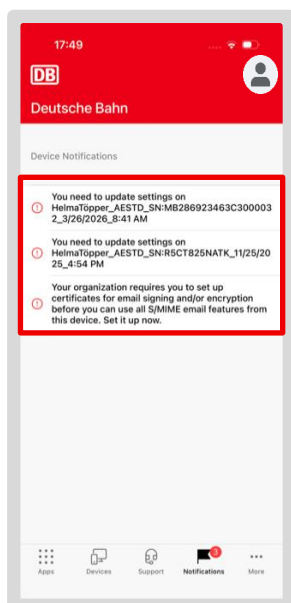 17:49
DB
Deutsche Bahn
Device Notifications
You need to update settings on
HelmaTöpper_AESTD_SN:MB286923463C300003
2_3/26/2026_8:41 AM
You need to update settings on
HelmaTöpper_AESTD_SN:R5CT825NATK_11/25/20
25_4:54 PM
Your organization requires you to set up
certificates for email signing and/or encryption
before you can use all S/MIME email features from
this device. Set it up now.
3
Apps Devices Support Notifications More